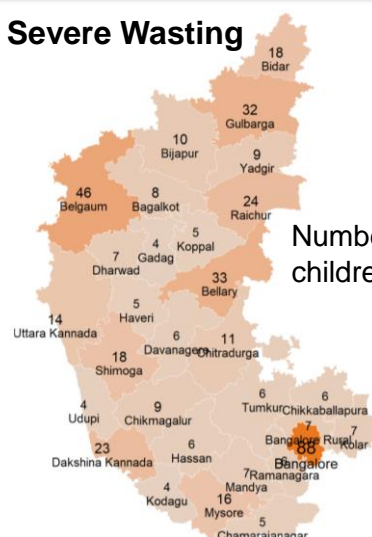 Severe Wasting
18
Bidar
32
Gulbarga
10
Bijapur
9
Yadgir
46
Belgaum
8
Bagalkot
24
Raichur
5
Koppal
4
Gadag
7
Dharwad
Numbe
childre
33
Bellary
5
Haveri
14
Uttara Kannada
6
Davanagere
11
Chitradurga
18
Shimoga
6
Tumkur
6
Chikkaballapura
4
Udupi
9
Chikmagalur
7
Bangalore Rural
7
Kolar
88
Bangalore
23
Dakshina Kannada
6
Hassan
Ramanagara
7
Mandya
4
Kodagu
16
Mysore
5
Chamarajanagar